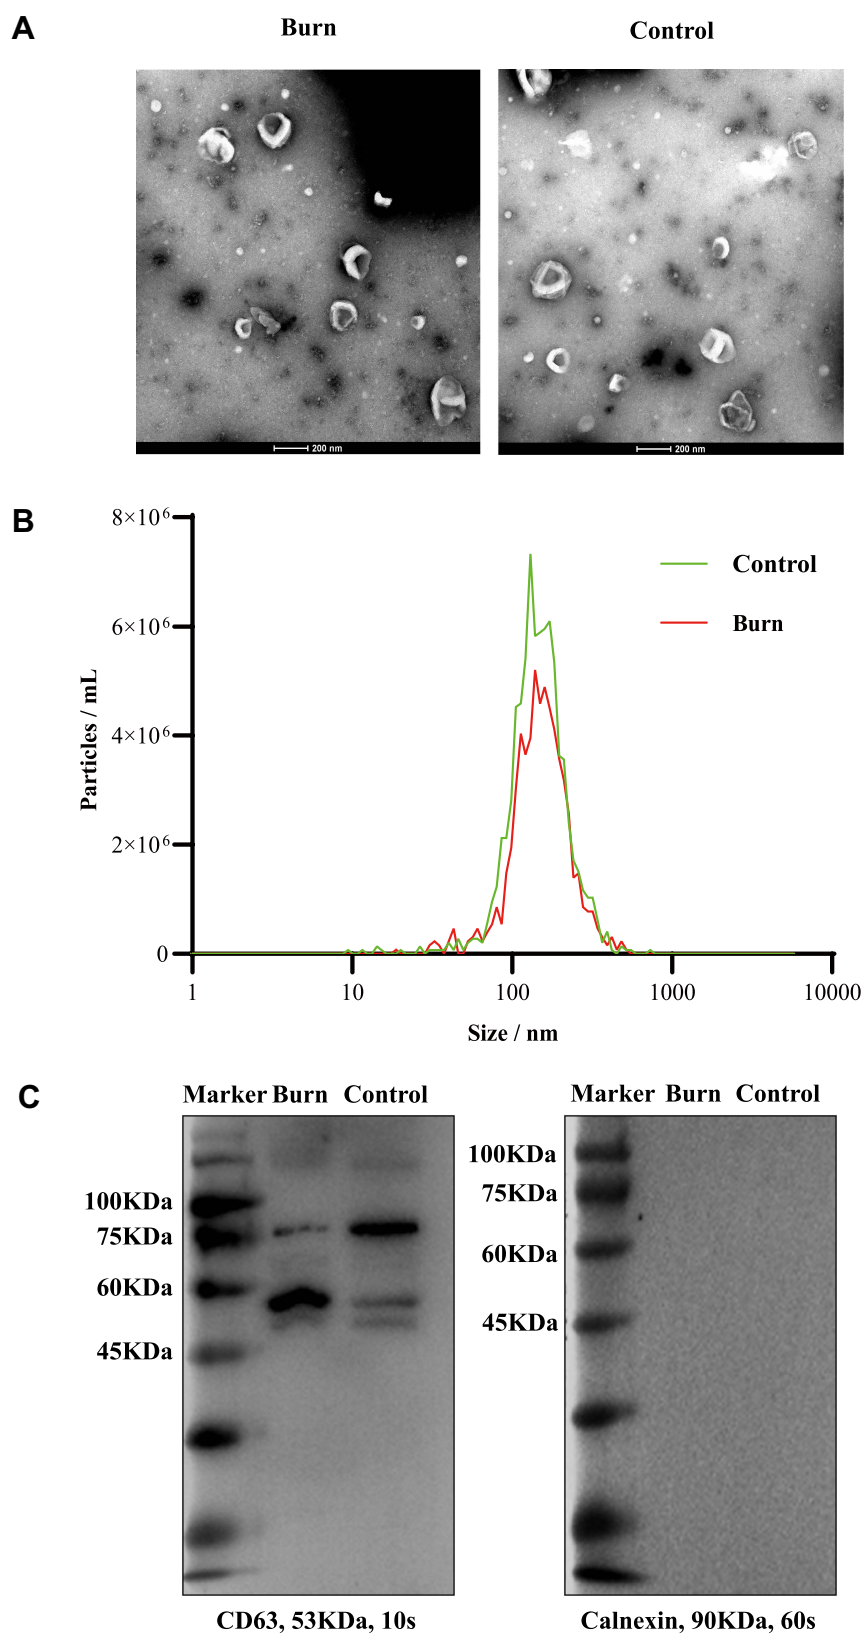 A
Burn
Control
200 nm
200 nm
B
8×10⁶
6×10⁶
4×10⁶
2×10⁶
0
Particles / mL
Control
Burn
1
10
100
1000
10000
Size / nm
C
Marker Burn Control
100KDa
75KDa
60KDa
45KDa
CD63, 53KDa, 10s
Marker Burn Control
100KDa
75KDa
60KDa
45KDa
Calnexin, 90KDa, 60s